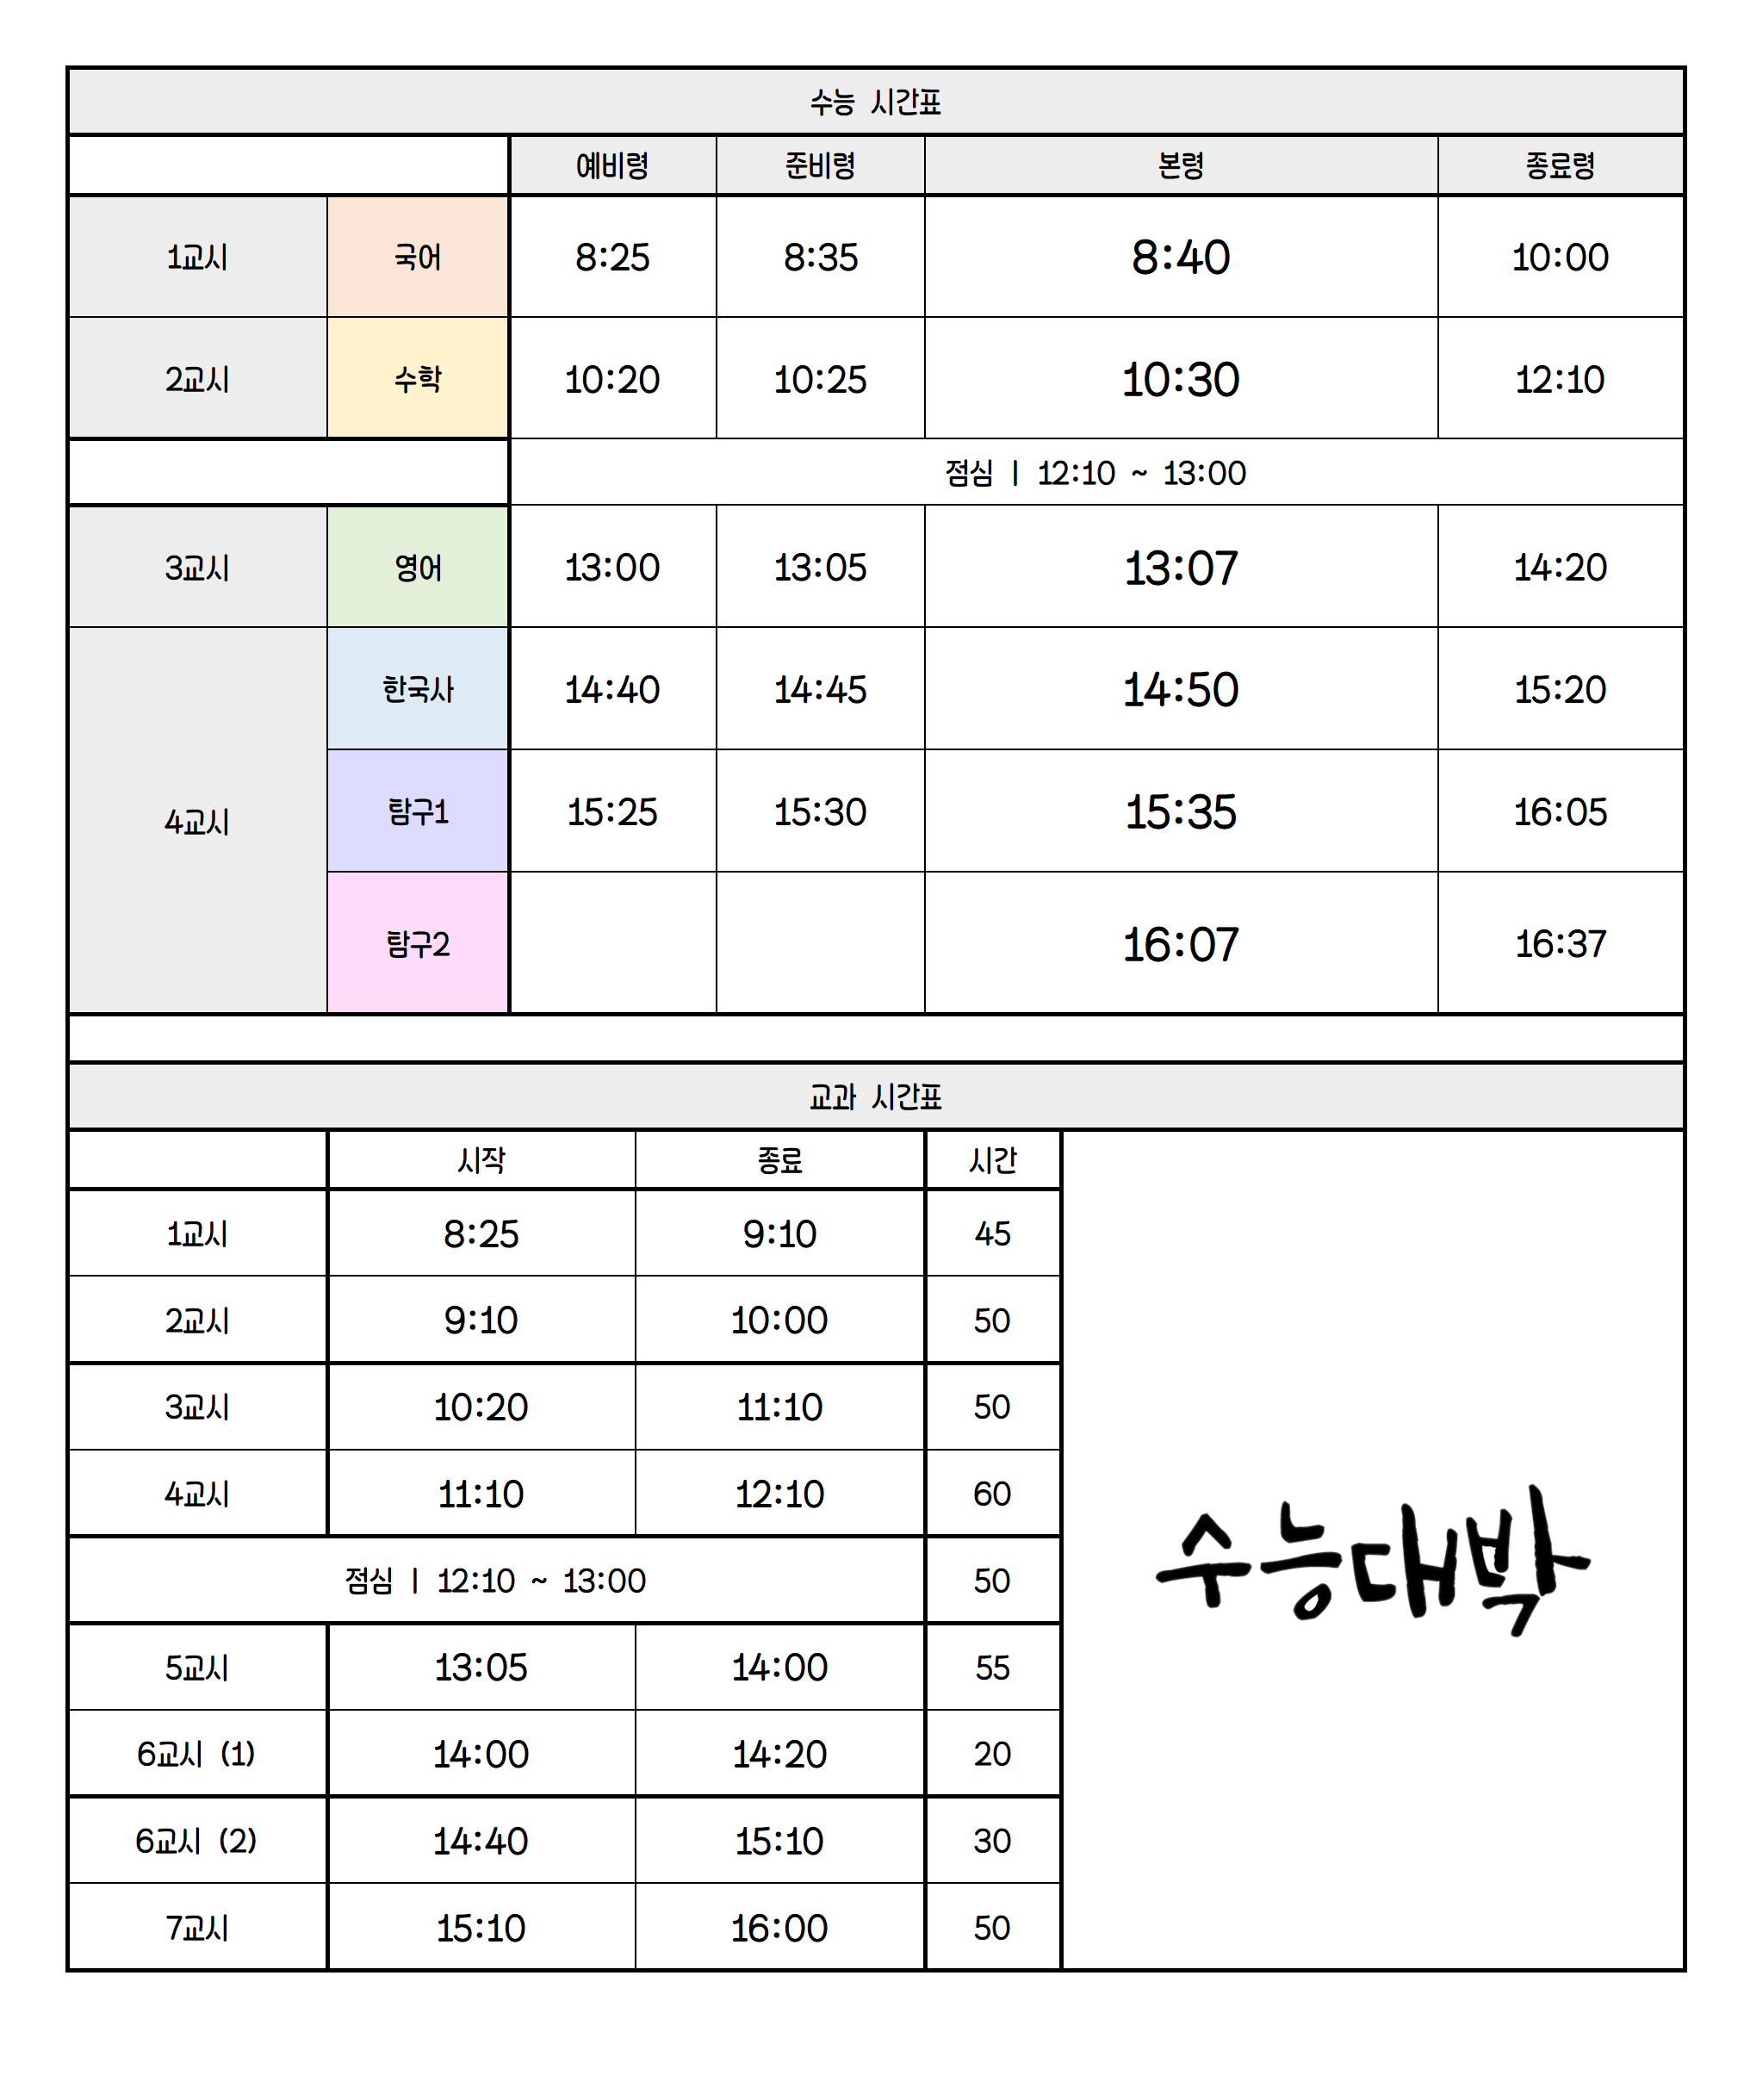 수능 시간표
예비령 준비령 본령 종료령
1교시 국어 8:25 8:35 8:40 10:00
2교시 수학 10:20 10:25 10:30 12:10
점심 | 12:10 ~ 13:00
3교시 영어 13:00 13:05 13:07 14:20
한국사 14:40 14:45 14:50 15:20
4교시 탐구1 15:25 15:30 15:35 16:05
탐구2 16:07 16:37
교과 시간표
시작 종료 시간
1교시 8:25 9:10 45
2교시 9:10 10:00 50
3교시 10:20 11:10 50
4교시 11:10 12:10 60
점심 | 12:10 ~ 13:00 50
5교시 13:05 14:00 55
6교시 (1) 14:00 14:20 20
6교시 (2) 14:40 15:10 30
7교시 15:10 16:00 50
수능대박